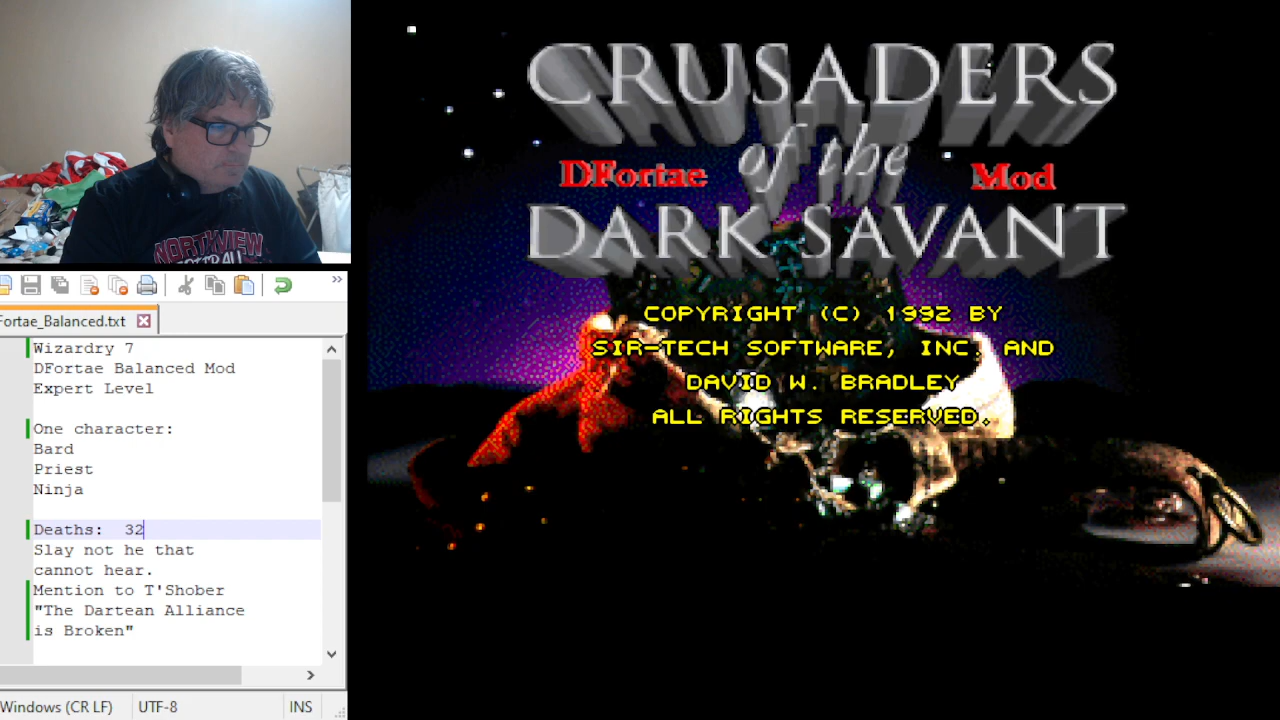 CRUSADERS
of the
DFortae Mod
DARK SAVANT
COPYRIGHT (C) 1992 BY
SIR-TECH SOFTWARE, INC. AND
DAVID W. BRADLEY
ALL RIGHTS RESERVED.
NORTHVIEW
Fortae_Balanced.txt
Wizardry 7
DFortae Balanced Mod
Expert Level
One character:
Bard
Priest
Ninja
Deaths:  32
Slay not he that
cannot hear.
Mention to T'Shober
"The Dartean Alliance
is Broken"
Windows (CR LF) UTF-8 INS